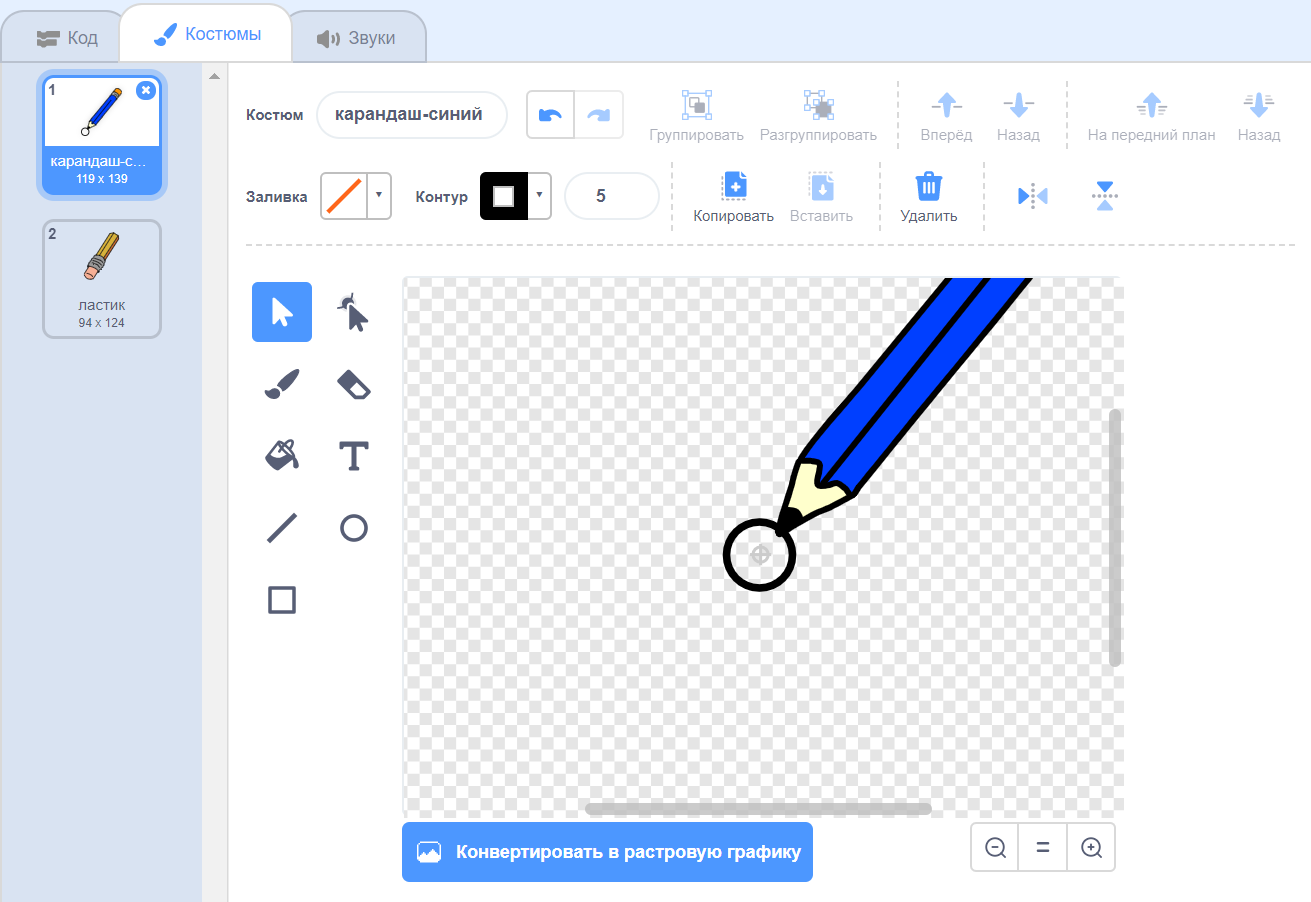 Код
Костюмы
Звуки
1
карандаш-с...
119 x 139
2
ластик
94 x 124
Костюм
карандаш-синий
Группировать
Разгруппировать
Вперёд
Назад
На передний план
Назад
Заливка
Контур
5
Копировать
Вставить
Удалить
T
Конвертировать в растровую графику
=